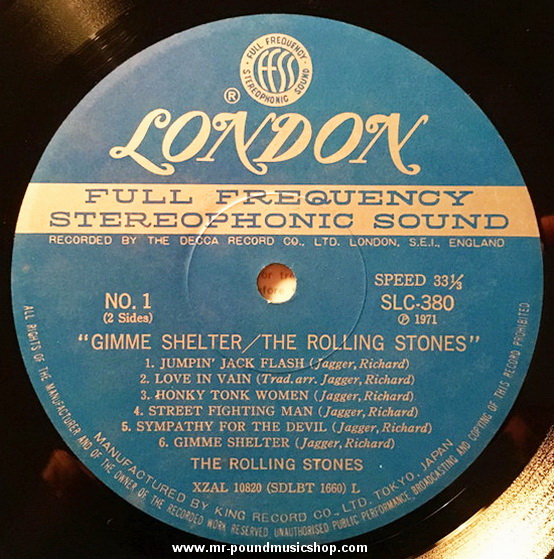 FULL FREQUENCY
FFSS
STEREOPHONIC SOUND
®
LONDON
FULL FREQUENCY
STEREOPHONIC SOUND
RECORDED BY THE DECCA RECORD CO., LTD. LONDON, S.E.I., ENGLAND
or tre
efore
NO. 1
(2 Sides)
SPEED 33⅓
SLC-380
℗ 1971
"GIMME SHELTER/THE ROLLING STONES"
1. JUMPIN' JACK FLASH (Jagger, Richard)
2. LOVE IN VAIN (Trad. arr. Jagger, Richard)
3. HONKY TONK WOMEN (Jagger, Richard)
4. STREET FIGHTING MAN (Jagger, Richard)
5. SYMPATHY FOR THE DEVIL (Jagger, Richard)
6. GIMME SHELTER (Jagger, Richard)
THE ROLLING STONES
XZAL 10820 (SDLBT 1660) L
MANUFACTURED BY KING RECORD CO., LTD. TOKYO, JAPAN
ALL RIGHTS OF THE MANUFACTURER AND OF THE OWNER OF THE RECORDED WORK RESERVED UNAUTHORISED PUBLIC PERFORMANCE, BROADCASTING AND COPYING OF THIS RECORD PROHIBITED
www.mr-poundmusicshop.com